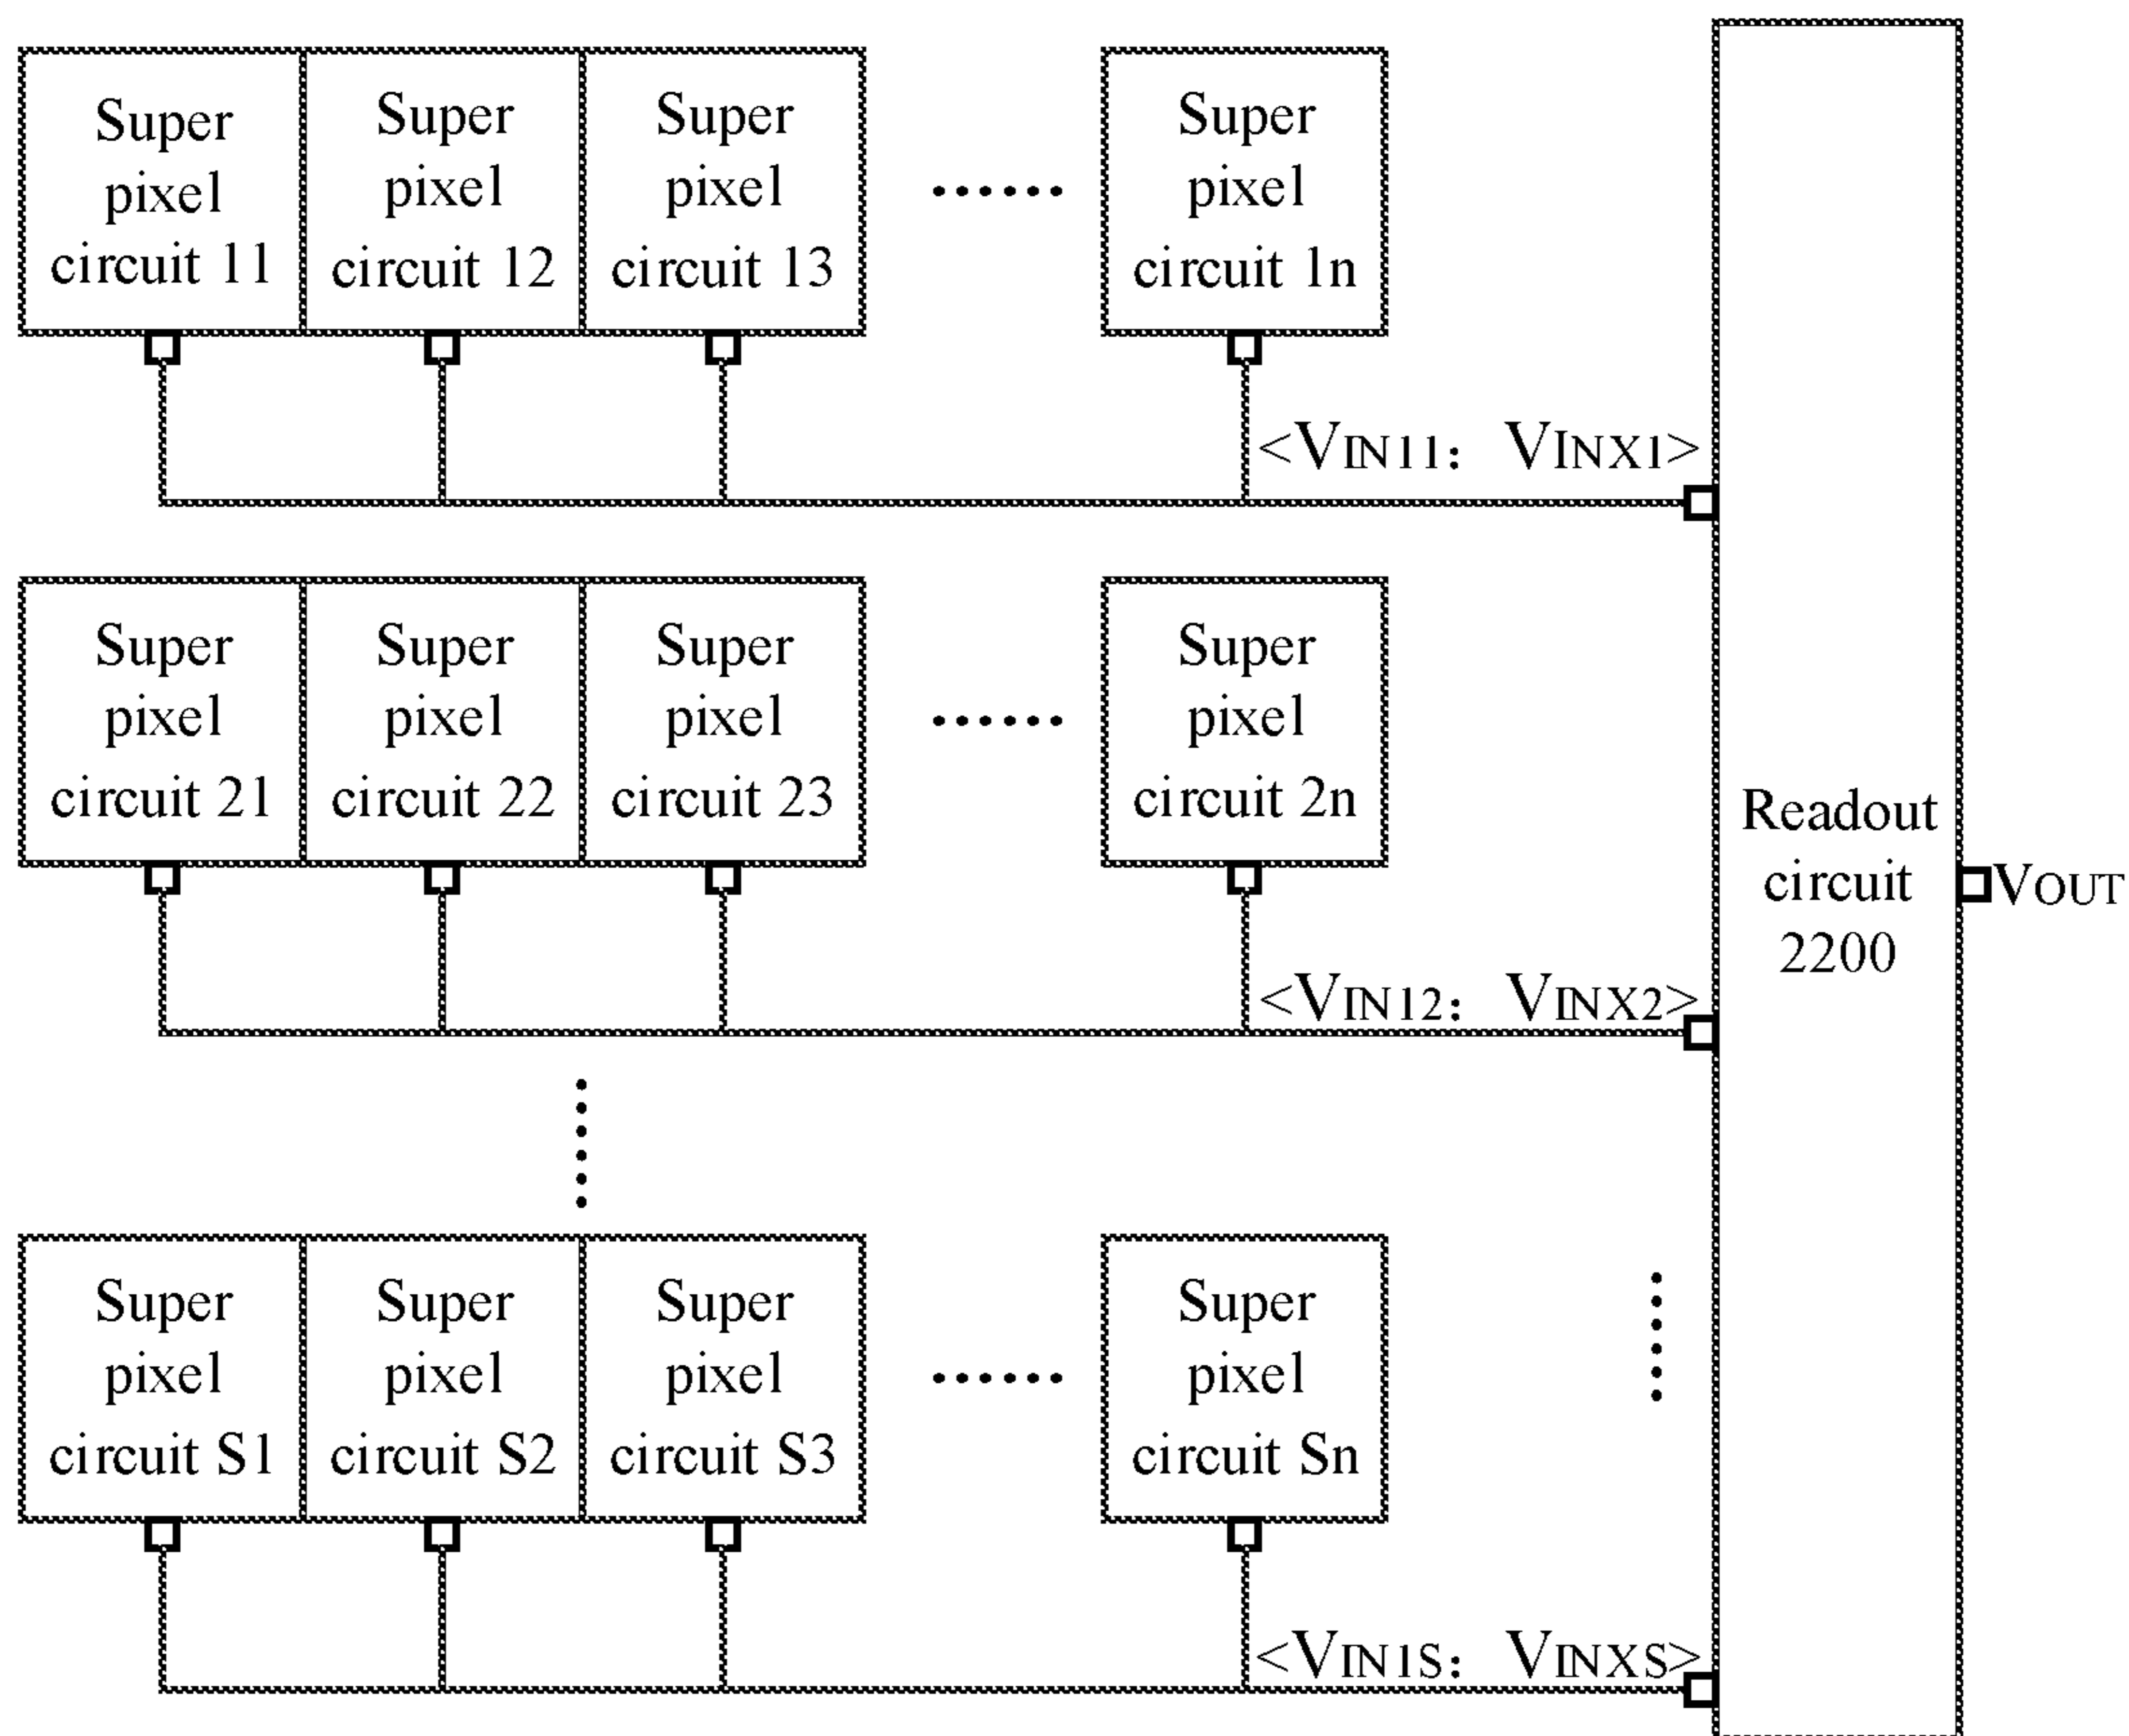 Super
pixel
circuit 11
Super
pixel
circuit 12
Super
pixel
circuit 13
Super
pixel
circuit 1n
<VIN11: VINX1>
Super
pixel
circuit 21
Super
pixel
circuit 22
Super
pixel
circuit 23
Super
pixel
circuit 2n
<VIN12: VINX2>
Readout
circuit
2200
VOUT
Super
pixel
circuit S1
Super
pixel
circuit S2
Super
pixel
circuit S3
Super
pixel
circuit Sn
<VIN1S: VINXS>